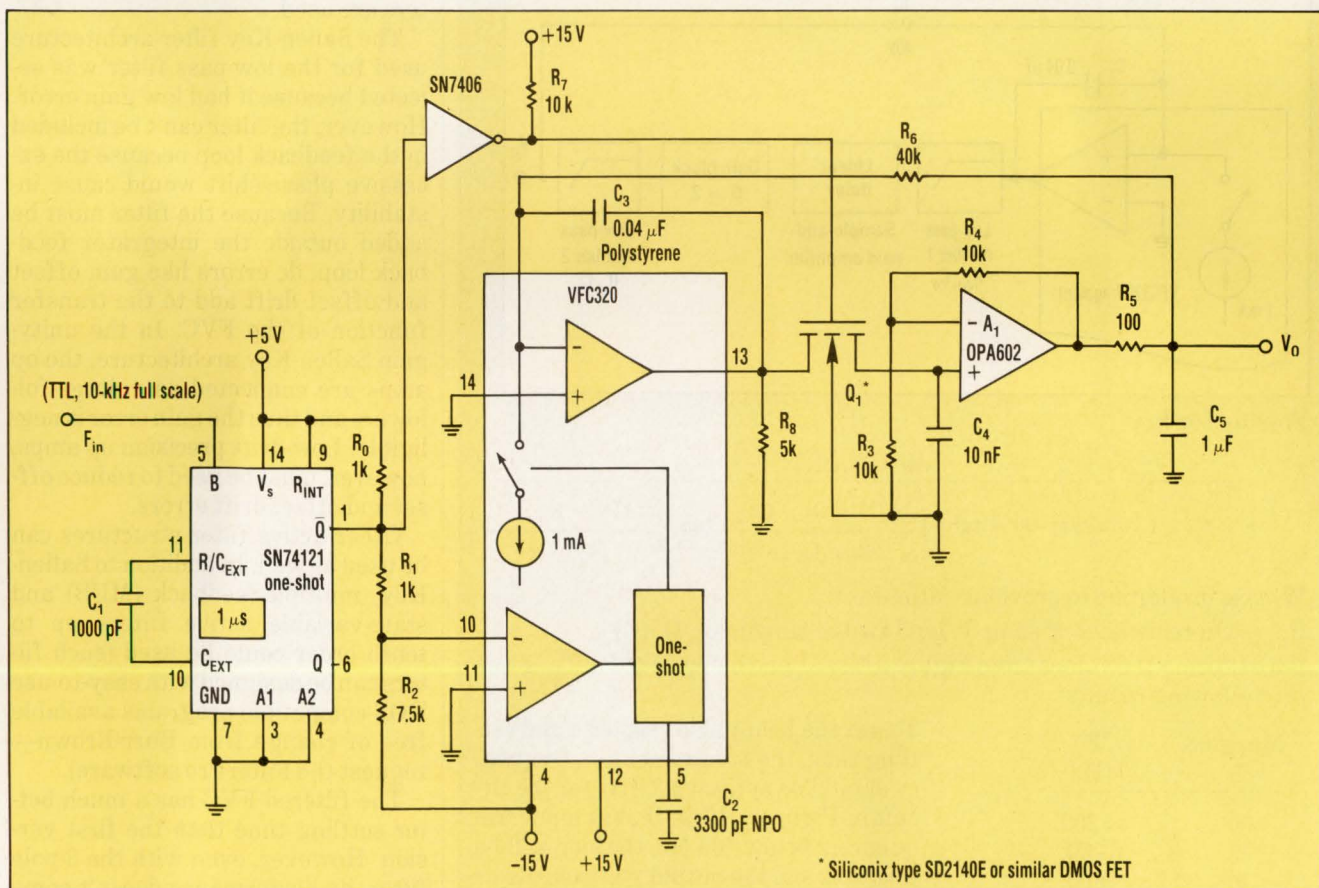 +15 V
SN7406
R7
10 k
R6
40k
C3
0.04 µF
Polystyrene
R4
10k
VFC320
+5 V
13
A1
OPA602
R5
100
VO
(TTL, 10-kHz full scale)
FIn
14
Q1*
R8
5k
R3
10k
C4
10 nF
C5
1 µF
5
14
9
R0
1k
B
VS
RINT
Q̅
1
11
R/CEXT
SN74121
one-shot
1 mA
C1
1000 pF
1 µS
R1
1k
10
11
One-
shot
CEXT
Q
6
10
GND
A1
A2
R2
7.5k
7
3
4
4
12
5
C2
3300 pF NPO
−15 V
+15 V
* Siliconix type SD2140E or similar DMOS FET